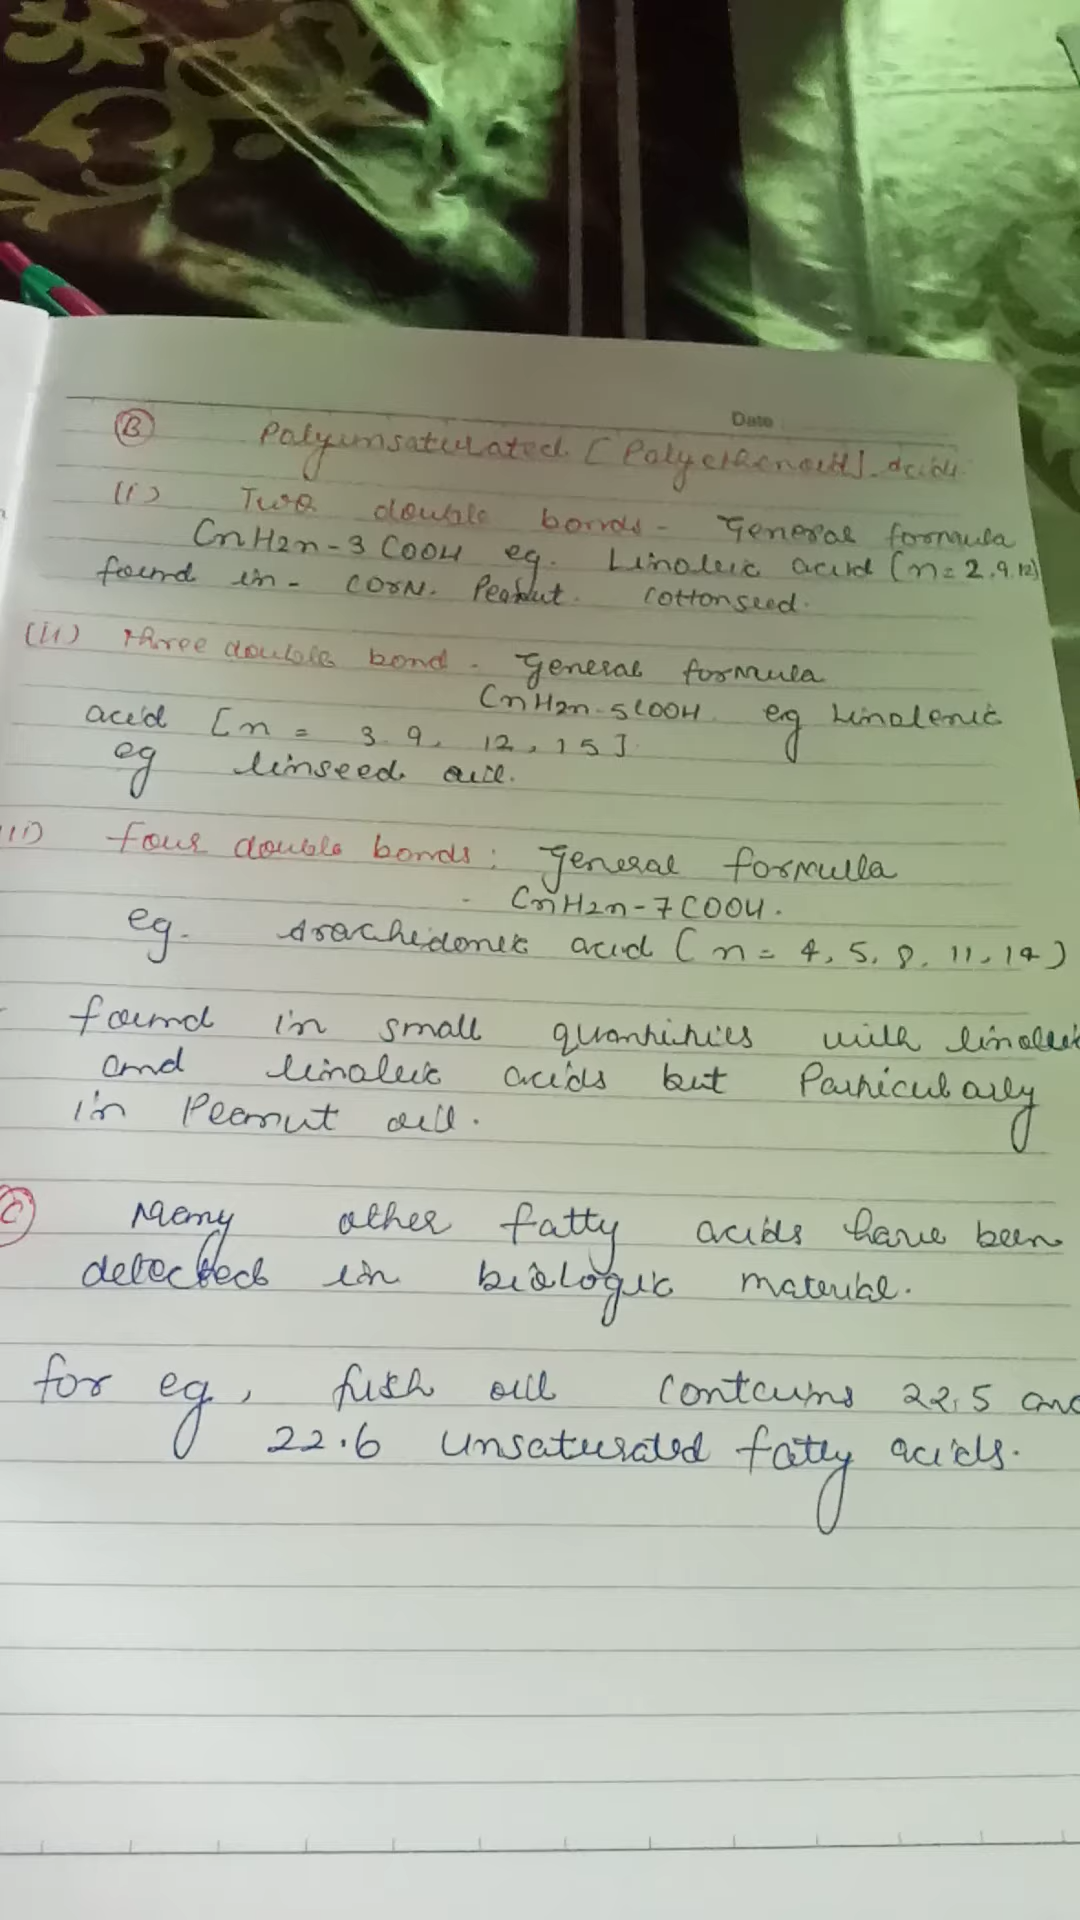 Date
(B) Polyunsaturated [Polyethenoid] acids
(i) Two double bonds - General formula
CnH2n-3COOH eg. Linoleic acid (n = 2, 9, 12)
found in - corn. Peanut. cottonseed.
(ii) Three double bond - General formula
CnH2n-5COOH eg Linolenic
acid [n = 3 9, 12, 15]
eg linseed oil.
ii) four double bonds: General formulla
- CnH2n-7COOH.
eg. Arachidonic acid (n = 4, 5, 8, 11, 14)
found in small quantities with linoleic
and linoleic acids but Particularly
in Peanut oil.
(C) Many other fatty acids have been
detected in biologic material.
for eg, fish oil contains 22.5 and
22.6 unsaturated fatty acids.